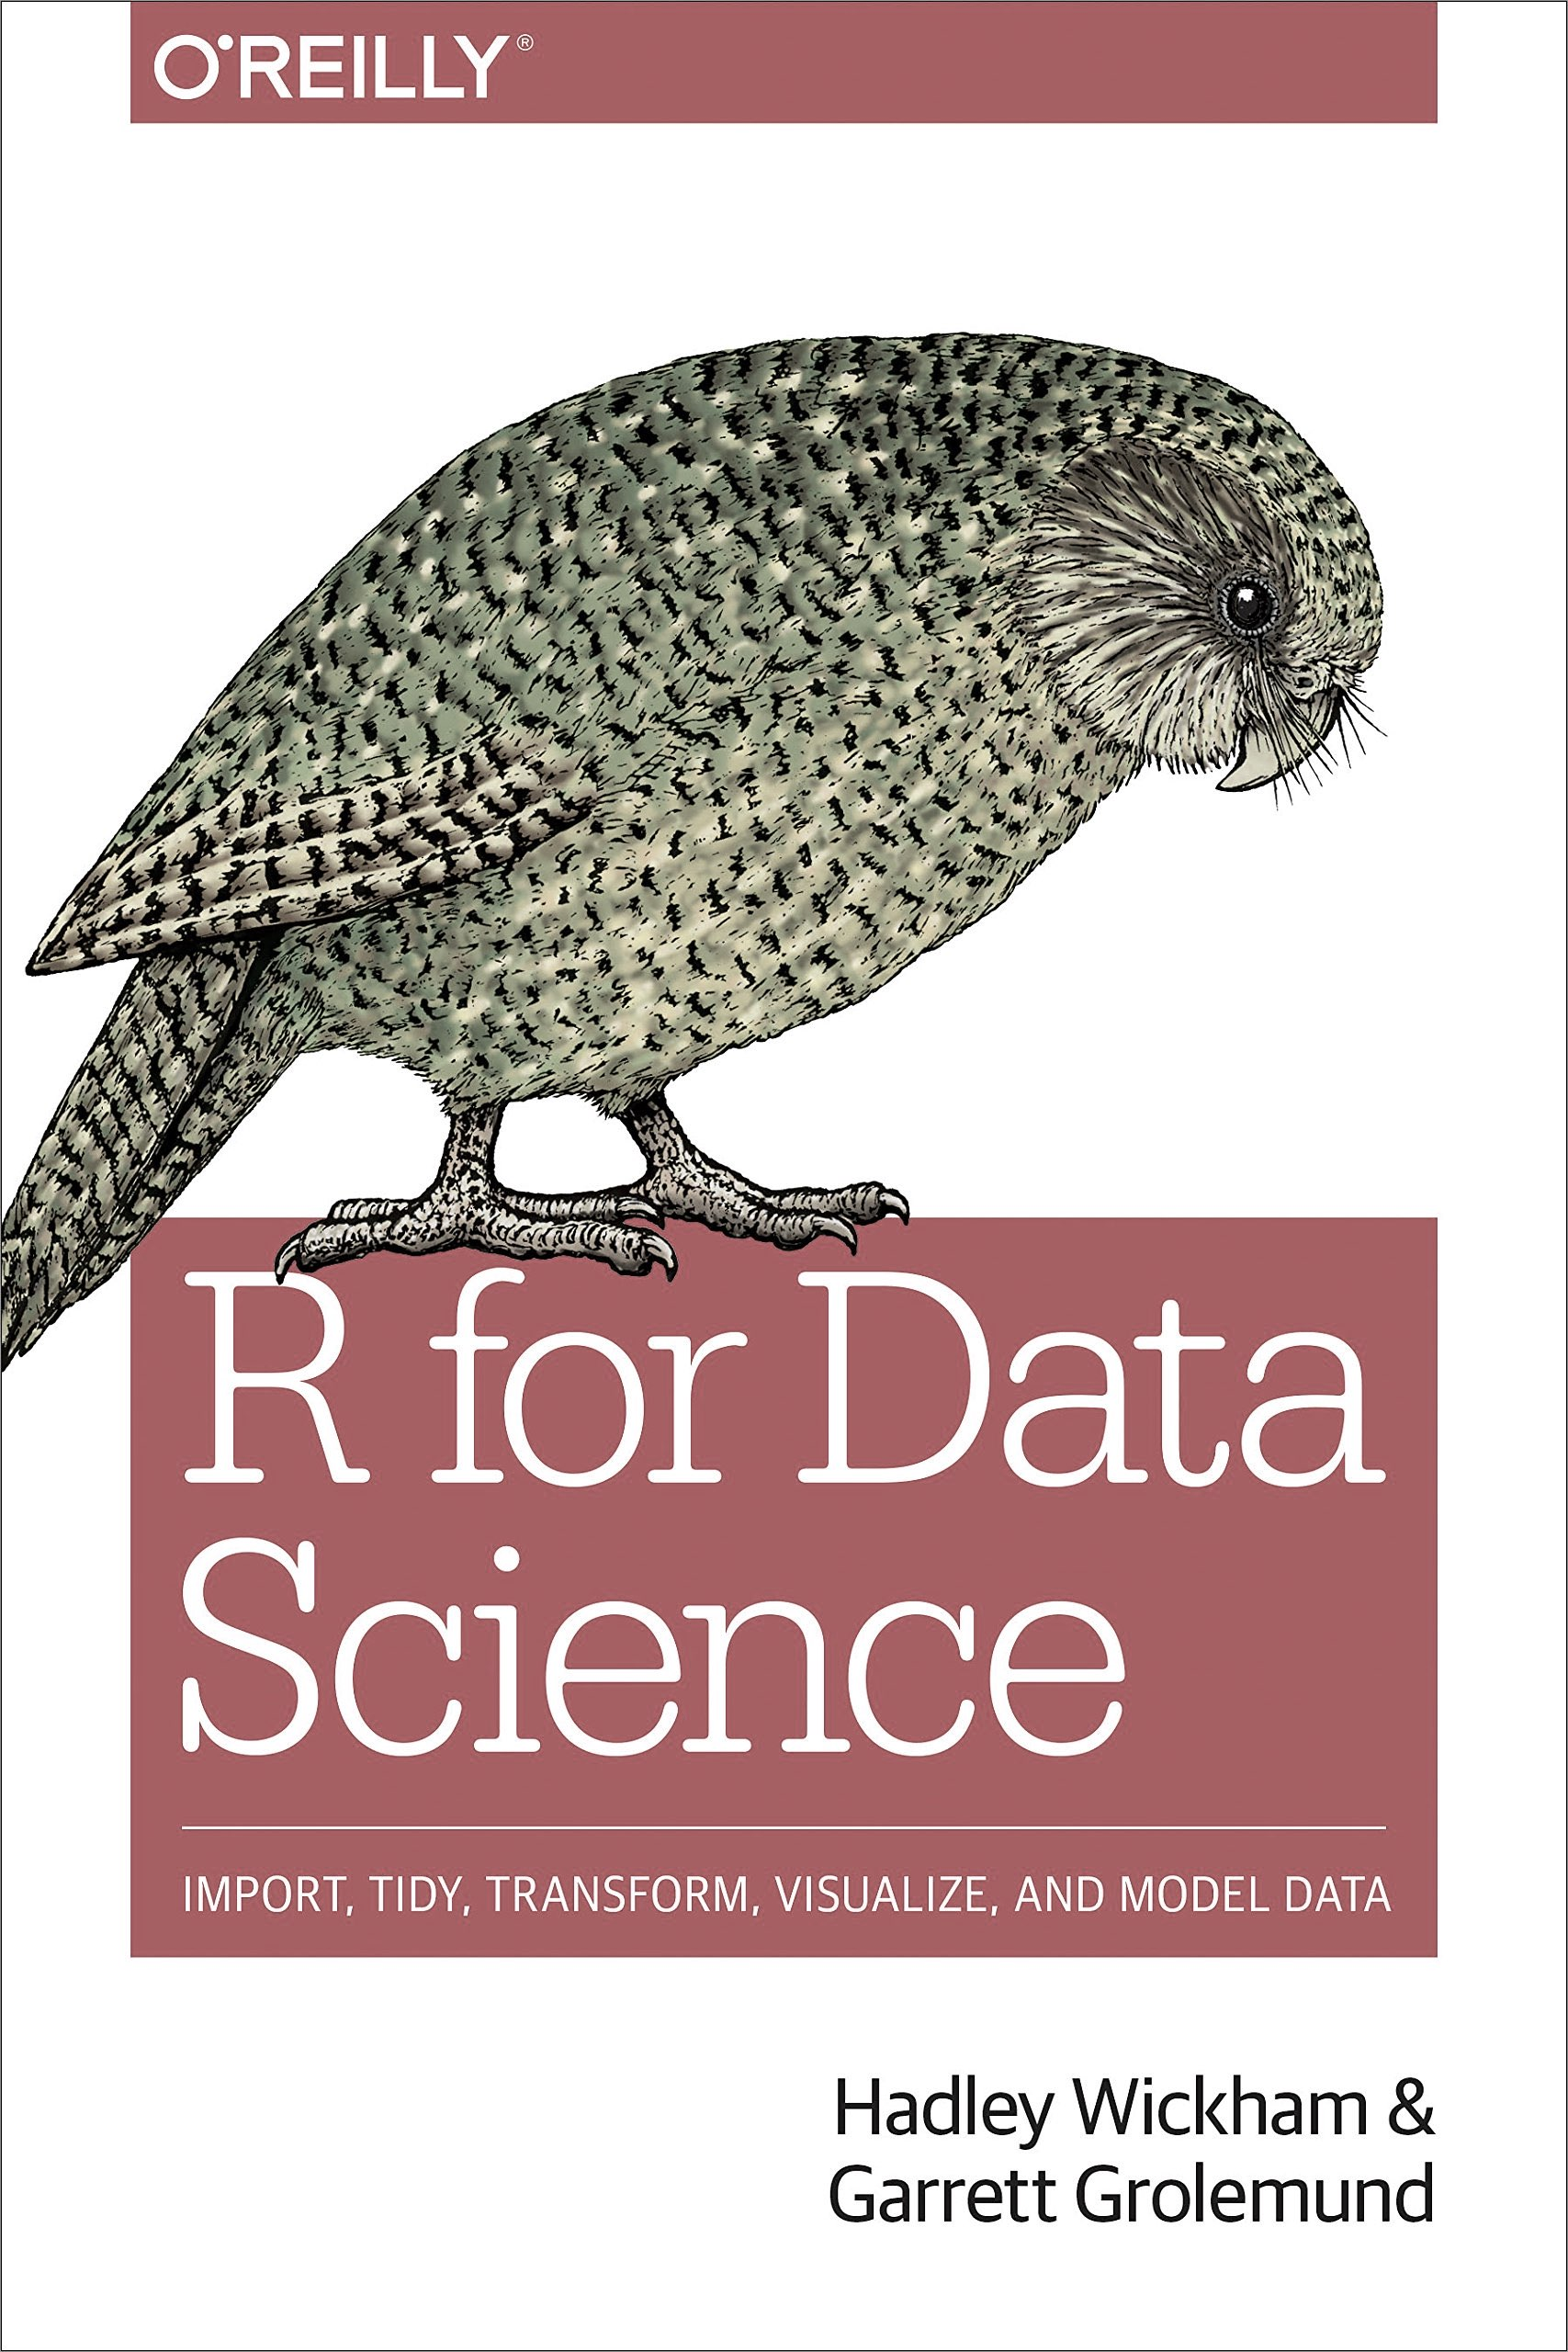 O'REILLY®
R for Data
Science
IMPORT, TIDY, TRANSFORM, VISUALIZE, AND MODEL DATA
Hadley Wickham &
Garrett Grolemund